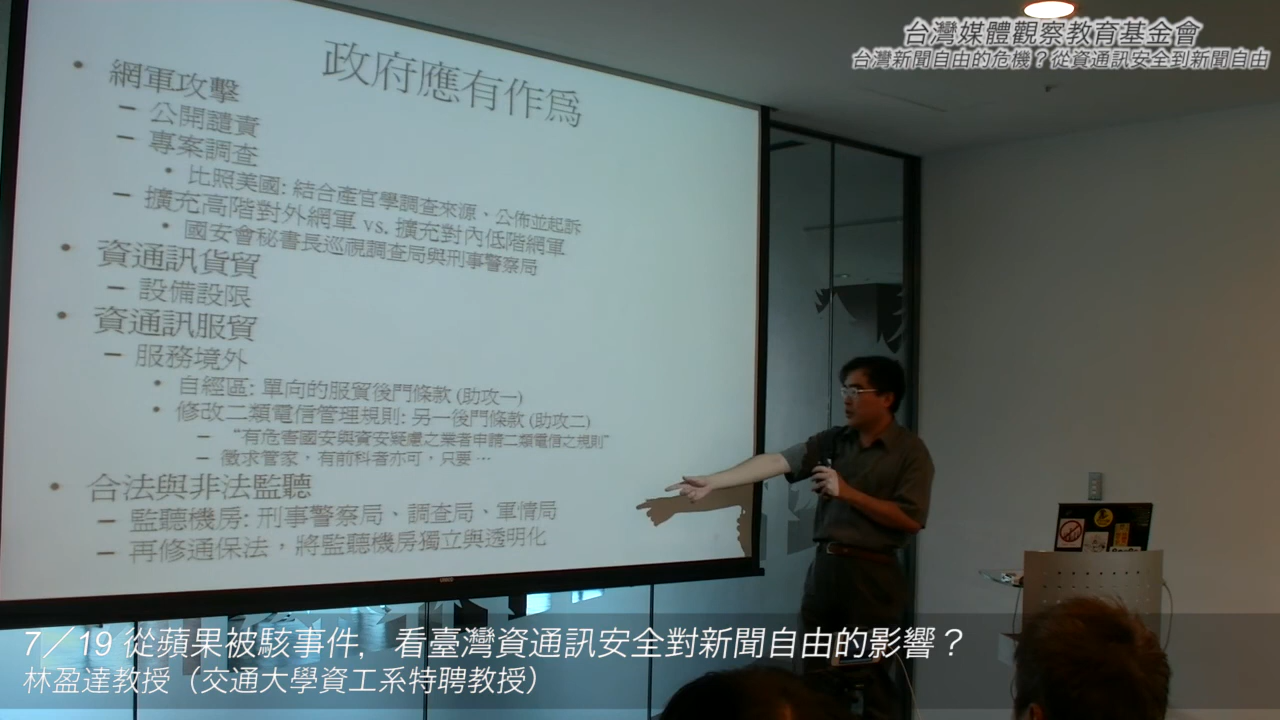 台灣媒體觀察教育基金會
台灣新聞自由的危機？從資通訊安全到新聞自由
政府應有作為
• 網軍攻擊
– 公開譴責
– 專案調查
• 比照美國: 結合產官學調查來源、公佈並起訴
– 擴充高階對外網軍 vs. 擴充對內低階網軍
• 國安會秘書長巡視調查局與刑事警察局
• 資通訊貨貿
– 設備設限
• 資通訊服貿
– 服務境外
• 自經區: 單向的服貿後門條款 (助攻一)
• 修改二類電信管理規則: 另一後門條款 (助攻二)
– “有危害國安與資安疑慮之業者申請二類電信之規則”
– 徵求管家，有前科者亦可，只要…
• 合法與非法監聽
– 監聽機房: 刑事警察局、調查局、軍情局
– 再修通保法，將監聽機房獨立與透明化
7／19 從蘋果被駭事件，看臺灣資通訊安全對新聞自由的影響？
林盈達教授（交通大學資工系特聘教授）